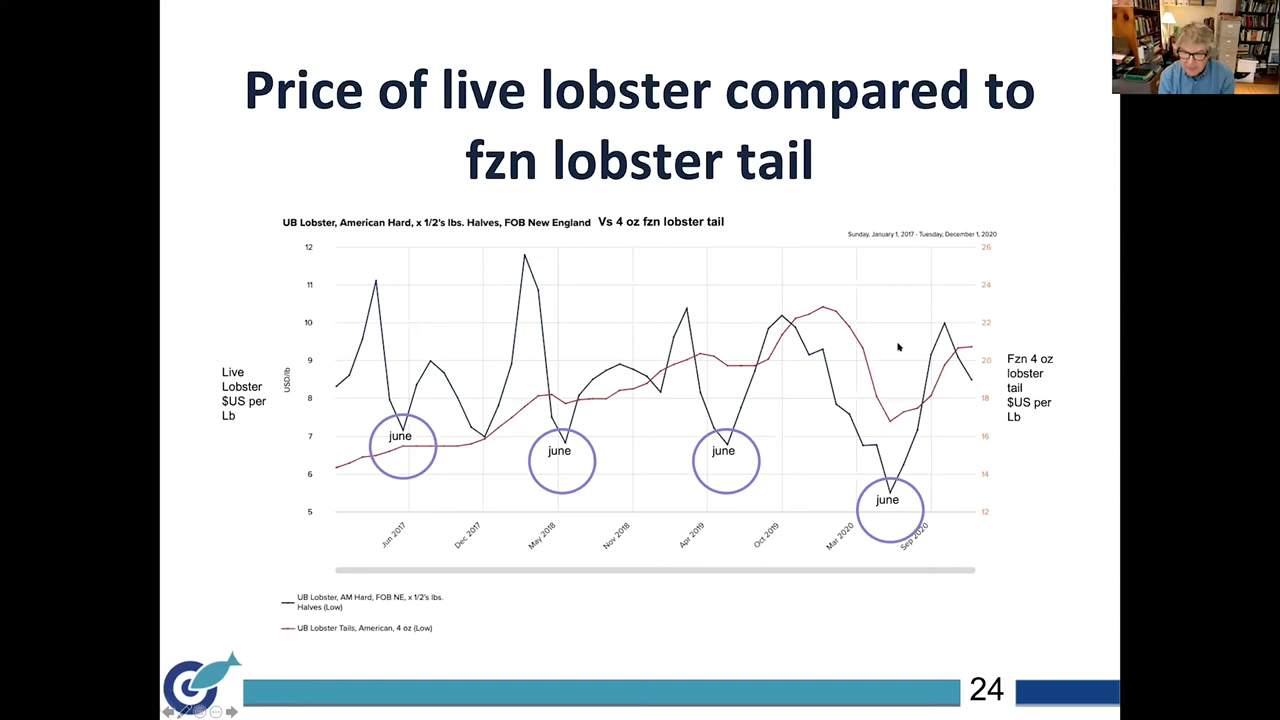 Price of live lobster compared to
fzn lobster tail
UB Lobster, American Hard, x 1/2's lbs. Halves, FOB New England Vs 4 oz fzn lobster tail
Sunday, January 1, 2017 - Tuesday, December 1, 2020
12
11
10
9
8
7
6
5
USD/lb
26
24
22
20
18
16
14
12
Live
Lobster
$US per
Lb
Fzn 4 oz
lobster
tail
$US per
Lb
june
june
june
june
Jun 2017
Dec 2017
May 2018
Nov 2018
Apr 2019
Oct 2019
Mar 2020
Sep 2020
UB Lobster, AM Hard, FOB NE, x 1/2's lbs.
Halves (Low)
UB Lobster Tails, American, 4 oz (Low)
24